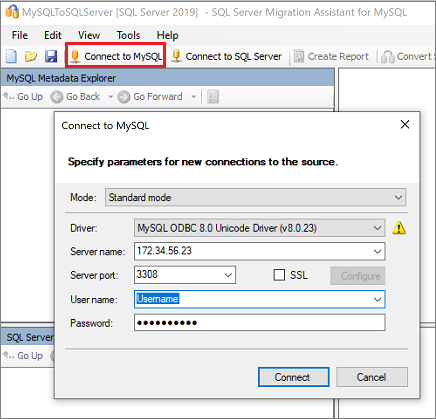 MySQLToSQLServer [SQL Server 2019] - SQL Server Migration Assistant for MySQL
File Edit View Tools Help
Connect to MySQL Connect to SQL Server Create Report Convert S
MySQL Metadata Explorer
Go Up Go Back Go Forward
Connect to MySQL
Specify parameters for new connections to the source.
Mode: Standard mode
Driver: MySQL ODBC 8.0 Unicode Driver (v8.0.23)
Server name: 172.34.56.23
Server port: 3308 SSL Configure
User name: Username
Password: ●●●●●●●●●●
SQL Server
Go Up
Connect Cancel